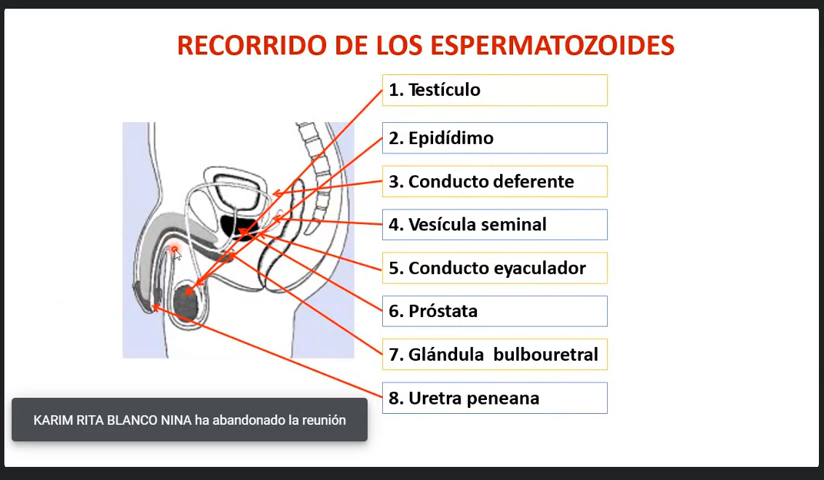 RECORRIDO DE LOS ESPERMATOZOIDES
1. Testículo
2. Epidídimo
3. Conducto deferente
4. Vesícula seminal
5. Conducto eyaculador
6. Próstata
7. Glándula bulbouretral
8. Uretra peneana
KARIM RITA BLANCO NINA ha abandonado la reunión